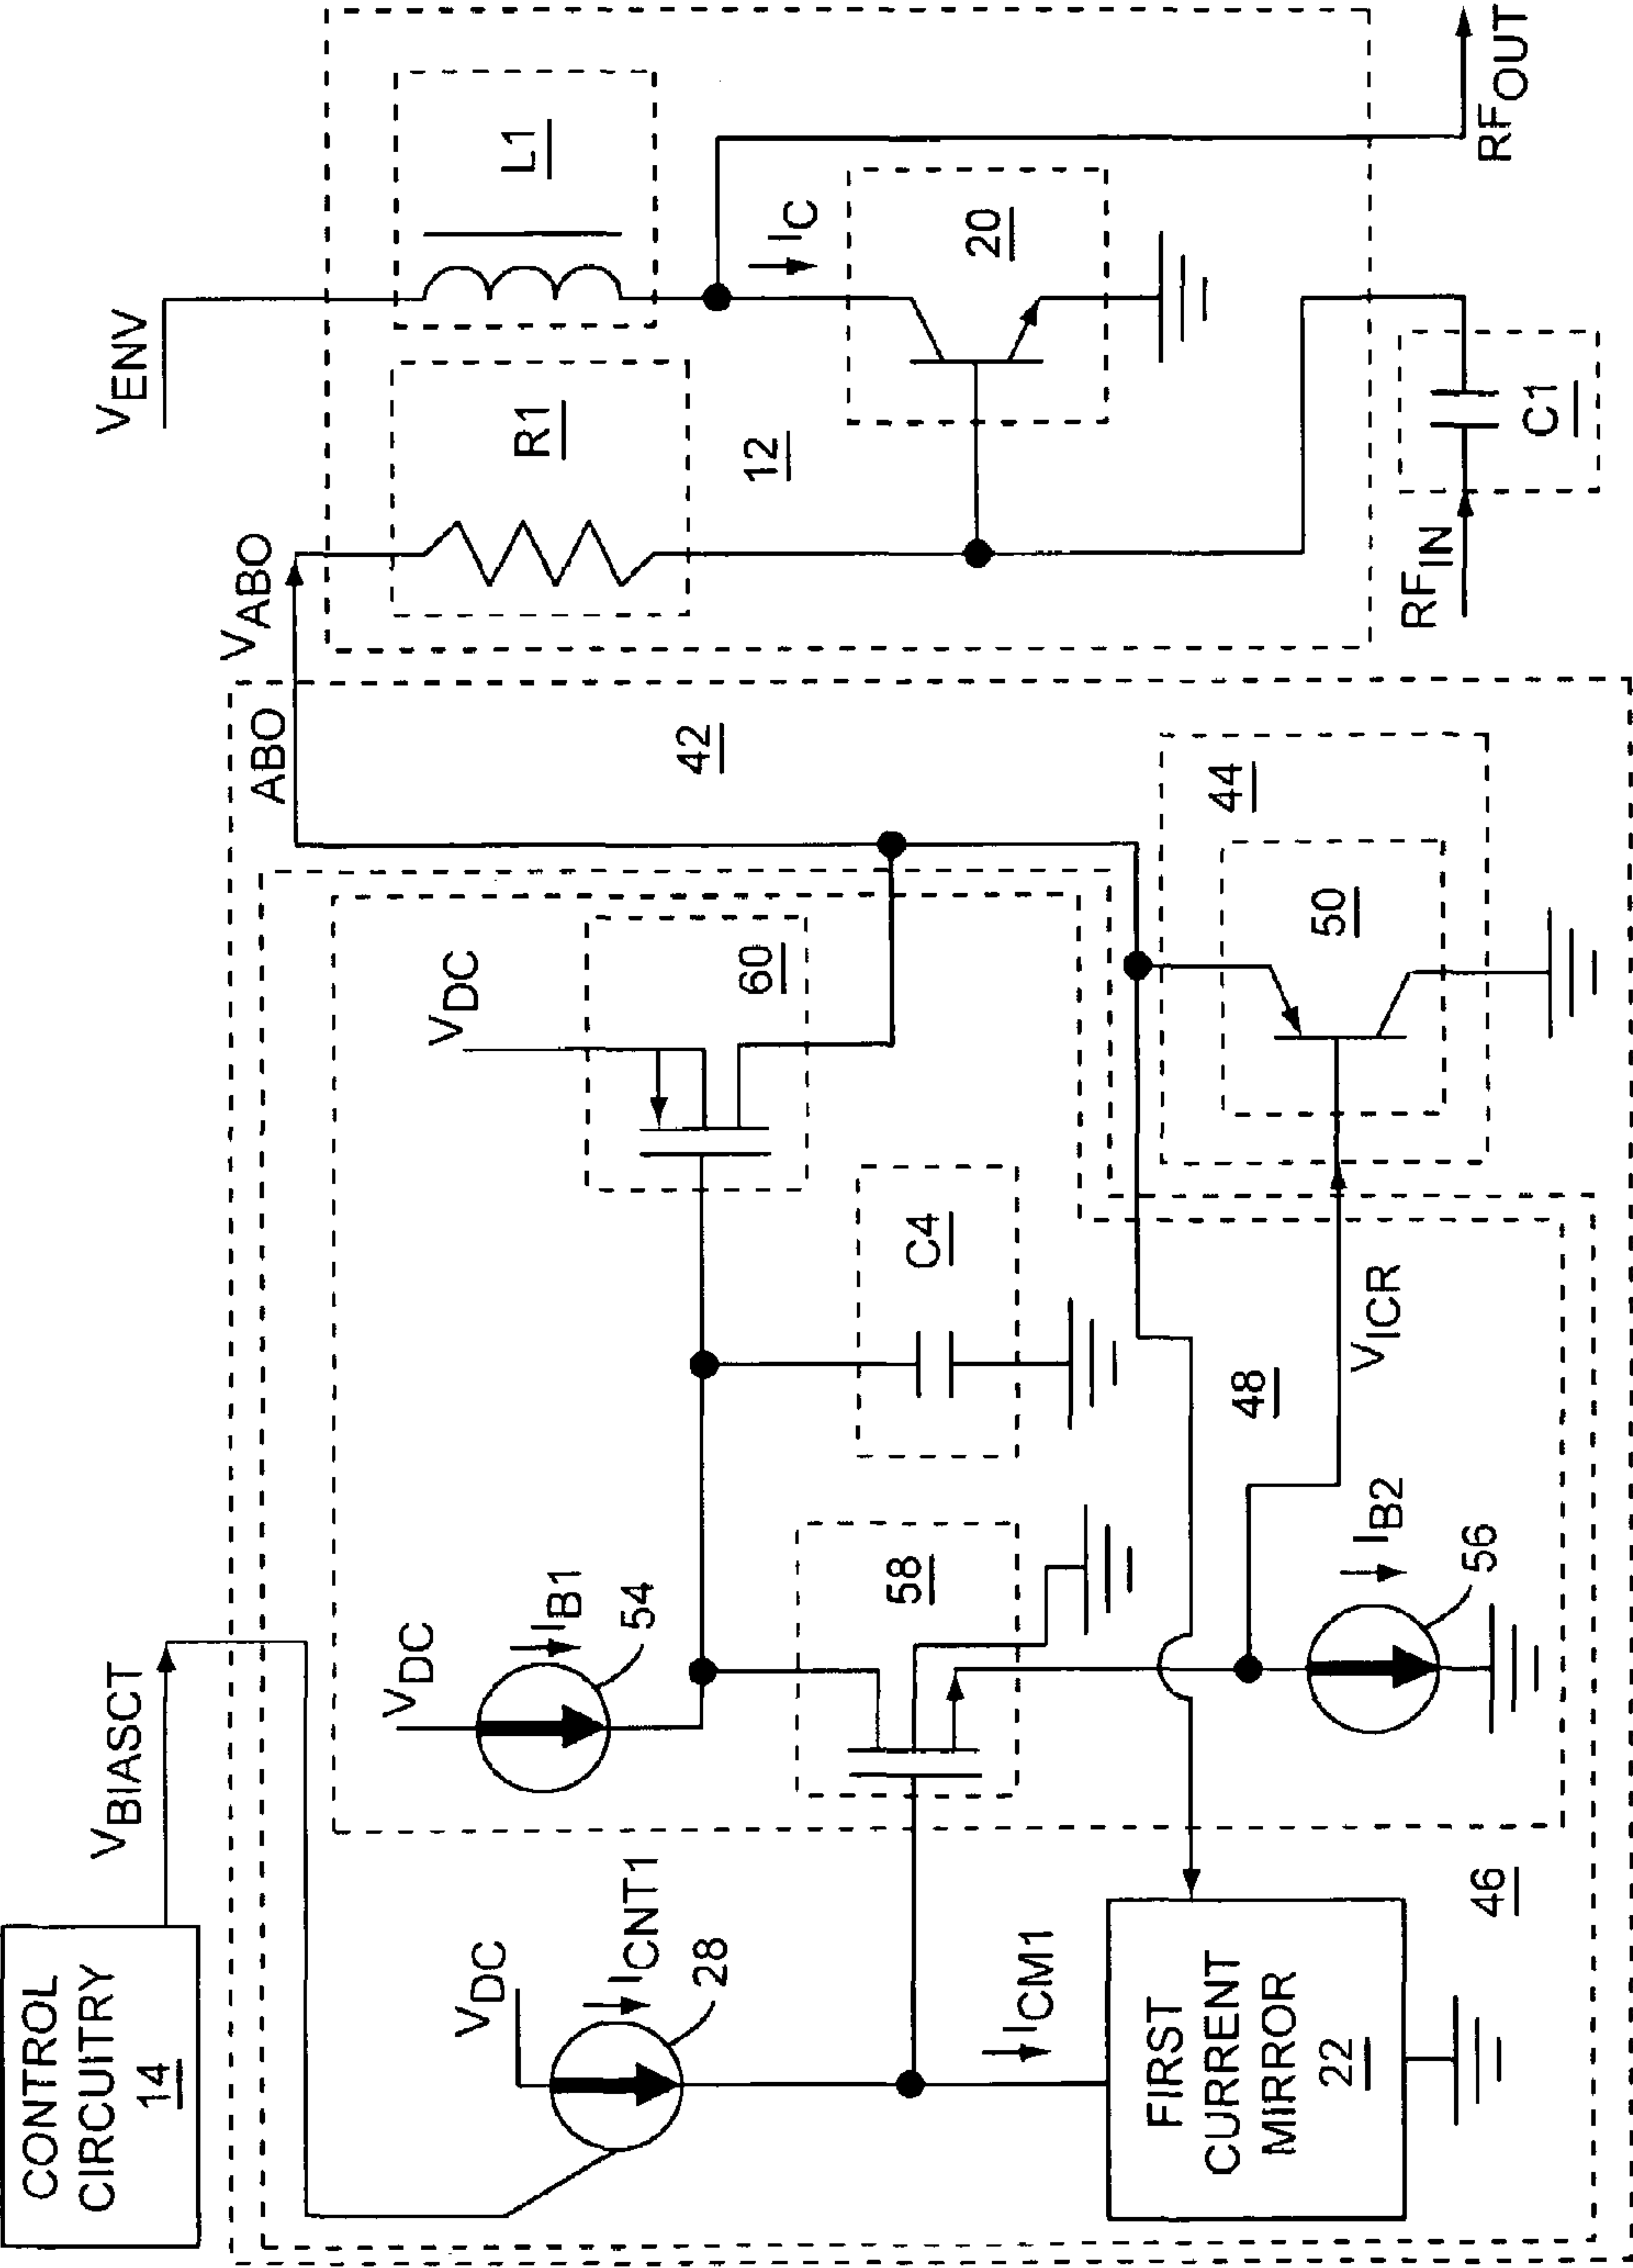 CONTROL
CIRCUITRY
14
VBIASCT
VDC
ICNT1
28
ICM1
FIRST
CURRENT
MIRROR
22
46
VDC
IB1
54
58
IB2
56
C4
48
VICR
VDC
60
44
50
42
ABO
VABO
VENV
R1
L1
12
IC
20
RFIN
C1
RFOUT